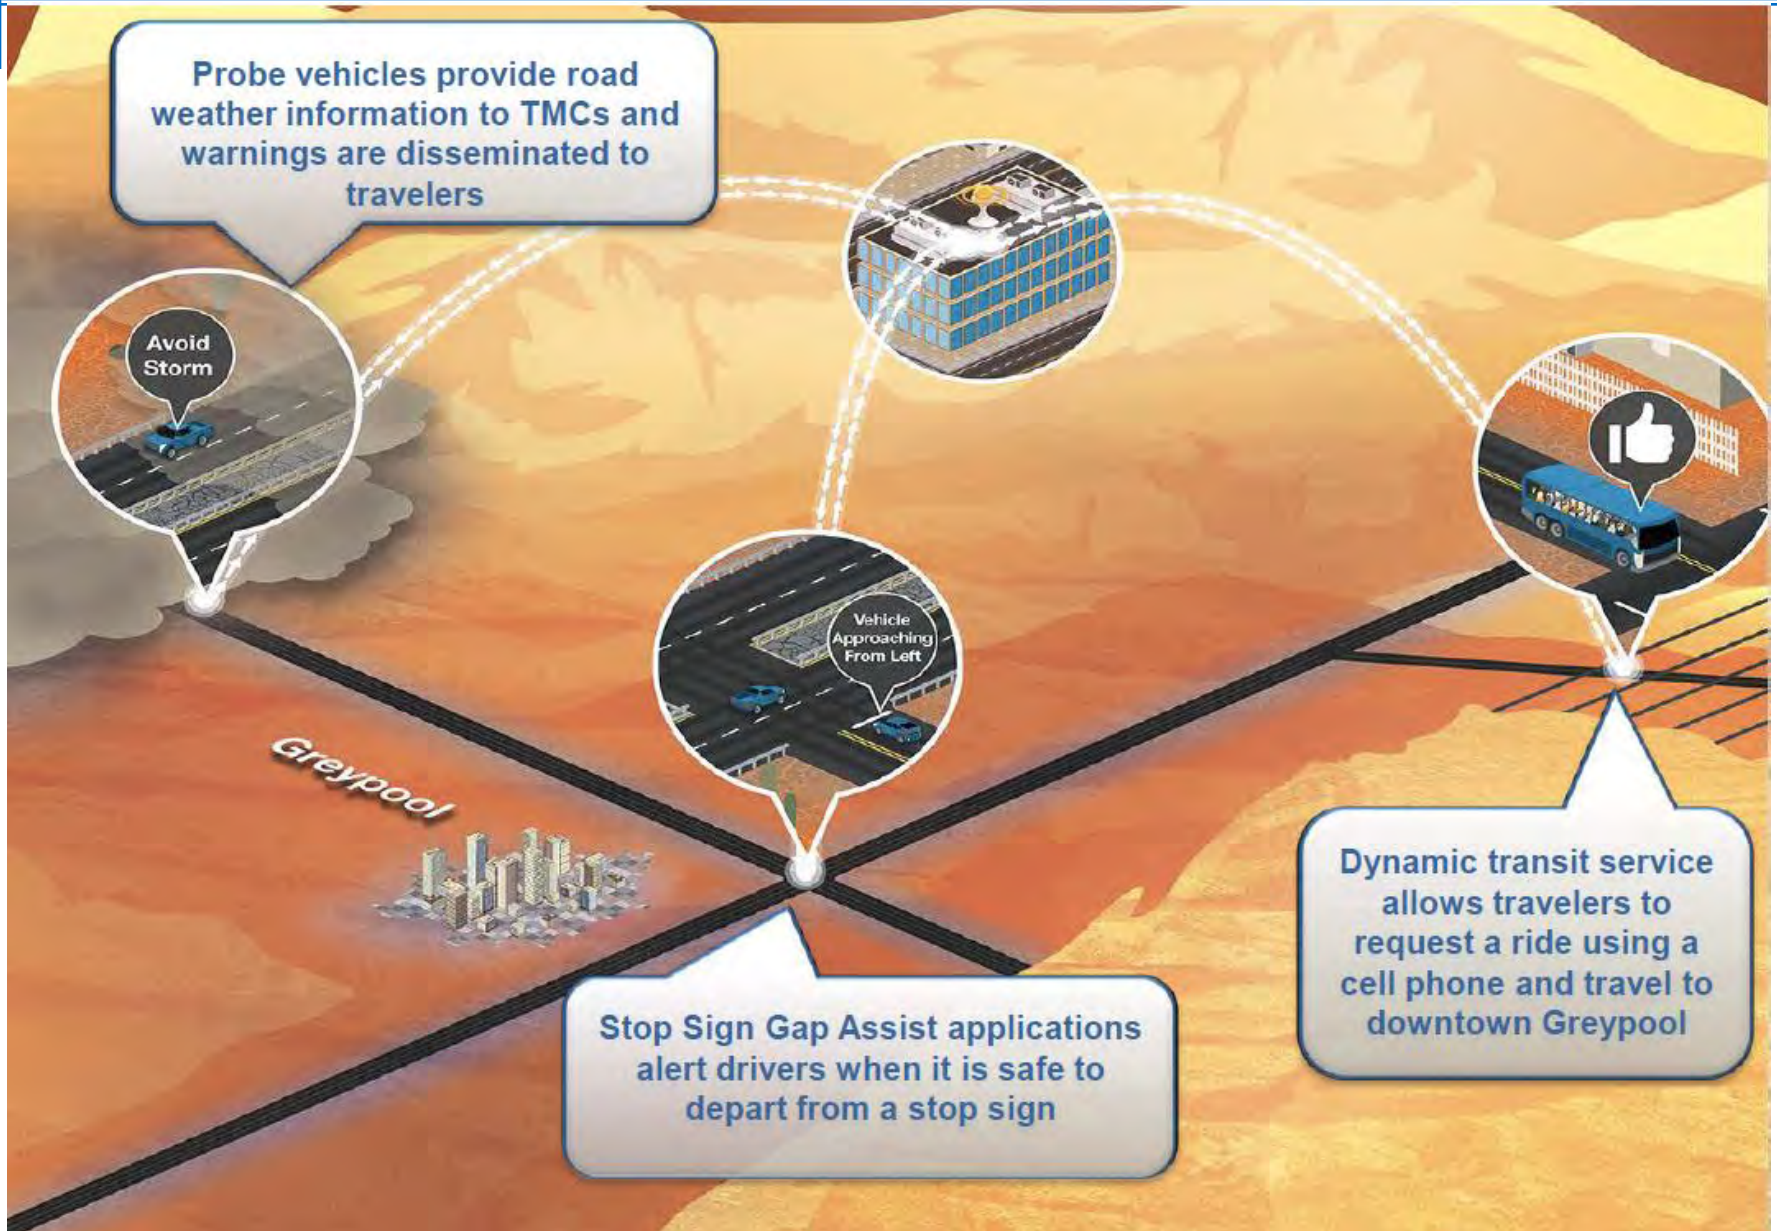 Probe vehicles provide road
weather information to TMCs and
warnings are disseminated to
travelers
Avoid
Storm
Vehicle
Approaching
From Left
Greypool
Stop Sign Gap Assist applications
alert drivers when it is safe to
depart from a stop sign
Dynamic transit service
allows travelers to
request a ride using a
cell phone and travel to
downtown Greypool